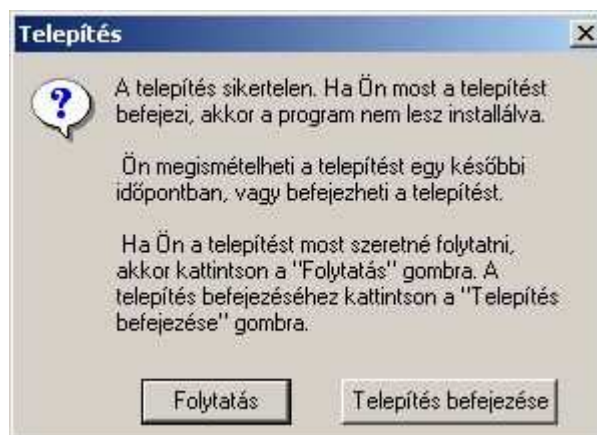 Telepítés
A telepítés sikertelen. Ha Ön most a telepítést
befejezi, akkor a program nem lesz installálva.
Ön megismételheti a telepítést egy későbbi
időpontban, vagy befejezheti a telepítést.
Ha Ön a telepítést most szeretné folytatni,
akkor kattintson a "Folytatás" gombra. A
telepítés befejezéséhez kattintson a "Telepítés
befejezése" gombra.
Folytatás
Telepítés befejezése